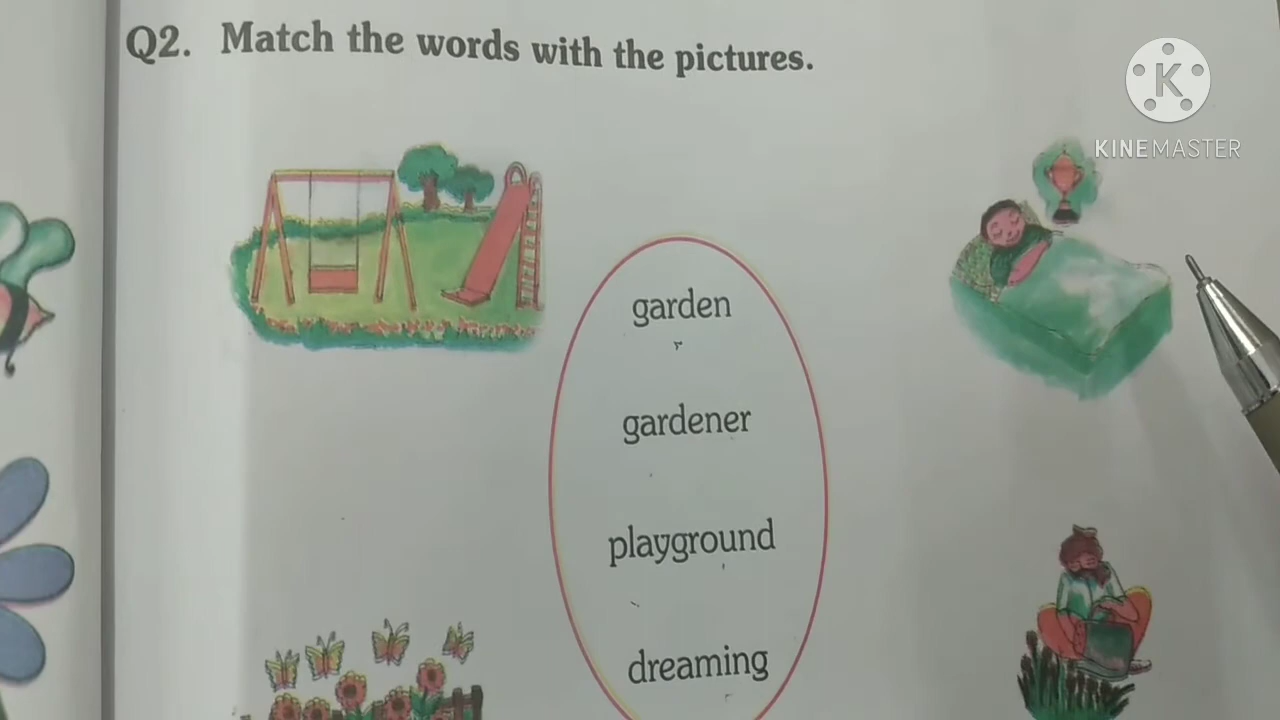 Q2. Match the words with the pictures.
K
KINEMASTER
garden
gardener
playground
dreaming